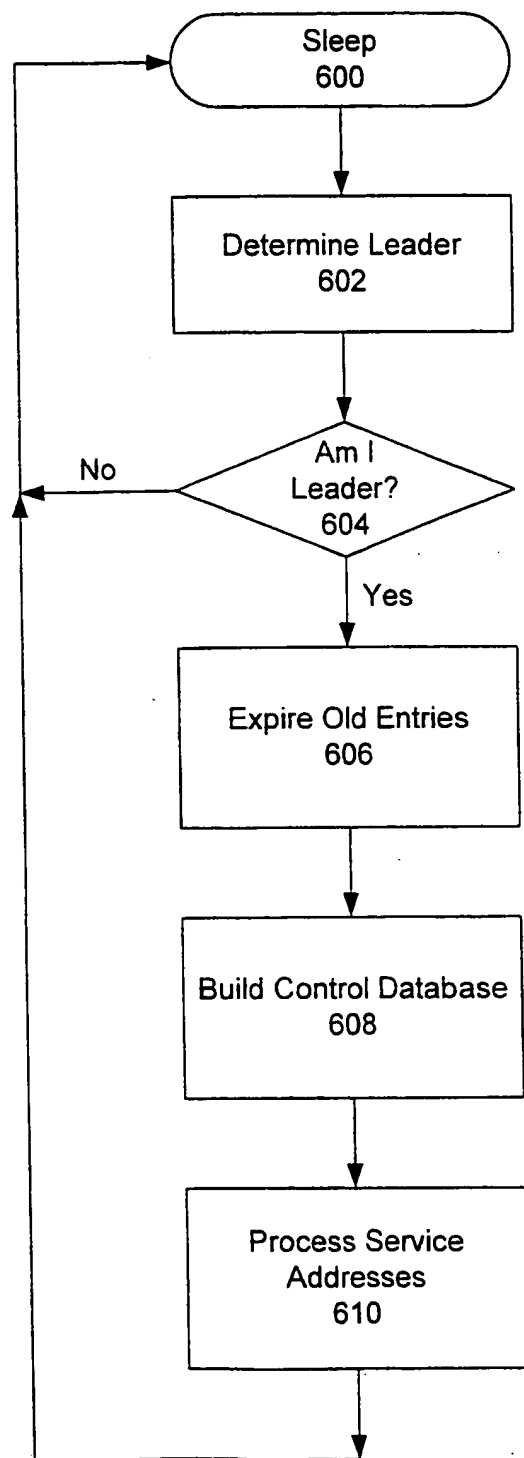 Sleep
600
Determine Leader
602
Am I
Leader?
604
No
Yes
Expire Old Entries
606
Build Control Database
608
Process Service
Addresses
610